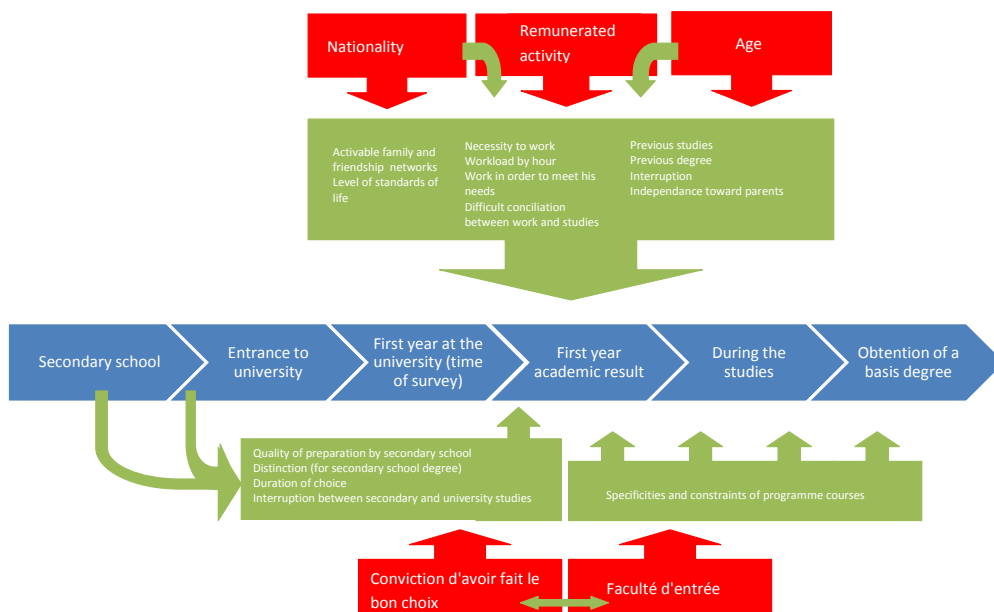 Nationality
Remunerated
activity
Age
Activable family and
friendship networks
Level of standards of
life
Necessity to work
Workload by hour
Work in order to meet his
needs
Difficult conciliation
between work and studies
Previous studies
Previous degree
Interruption
Independance toward parents
Secondary school
Entrance to
university
First year at the
university (time
of survey)
First year
academic result
During the
studies
Obtention of a
basis degree
Quality of preparation by secondary school
Distinction (for secondary school degree)
Duration of choice
Interruption between secondary and university studies
Specificities and constraints of programme courses
Conviction d'avoir fait le
bon choix
Faculté d'entrée